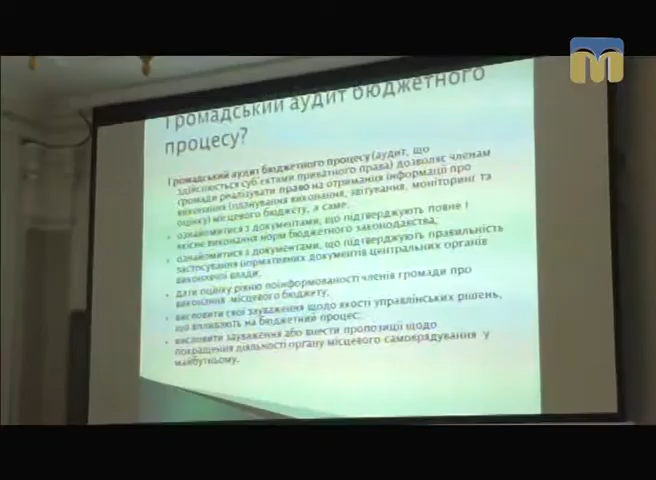 Громадський аудит бюджетного
процесу?
Громадський аудит бюджетного процесу (аудит, що
здійснюється суб'єктами приватного права) дозволяє членам
громади реалізувати право на отримання інформації про
виконання (планування виконання, звітування, моніторинг та
оцінку) місцевого бюджету, а саме:
ознайомитися з документами, що підтверджують повне і
якісне виконання норм бюджетного законодавства;
ознайомитися з документами, що підтверджують правильність
застосування нормативних документів центральних органів
виконавчої влади;
дати оцінку рівню поінформованості членів громади про
виконання місцевого бюджету;
висловити свої зауваження щодо якості управлінських рішень,
що впливають на бюджетний процес;
висловити зауваження або внести пропозиції щодо
покращення діяльності органу місцевого самоврядування у
майбутньому.